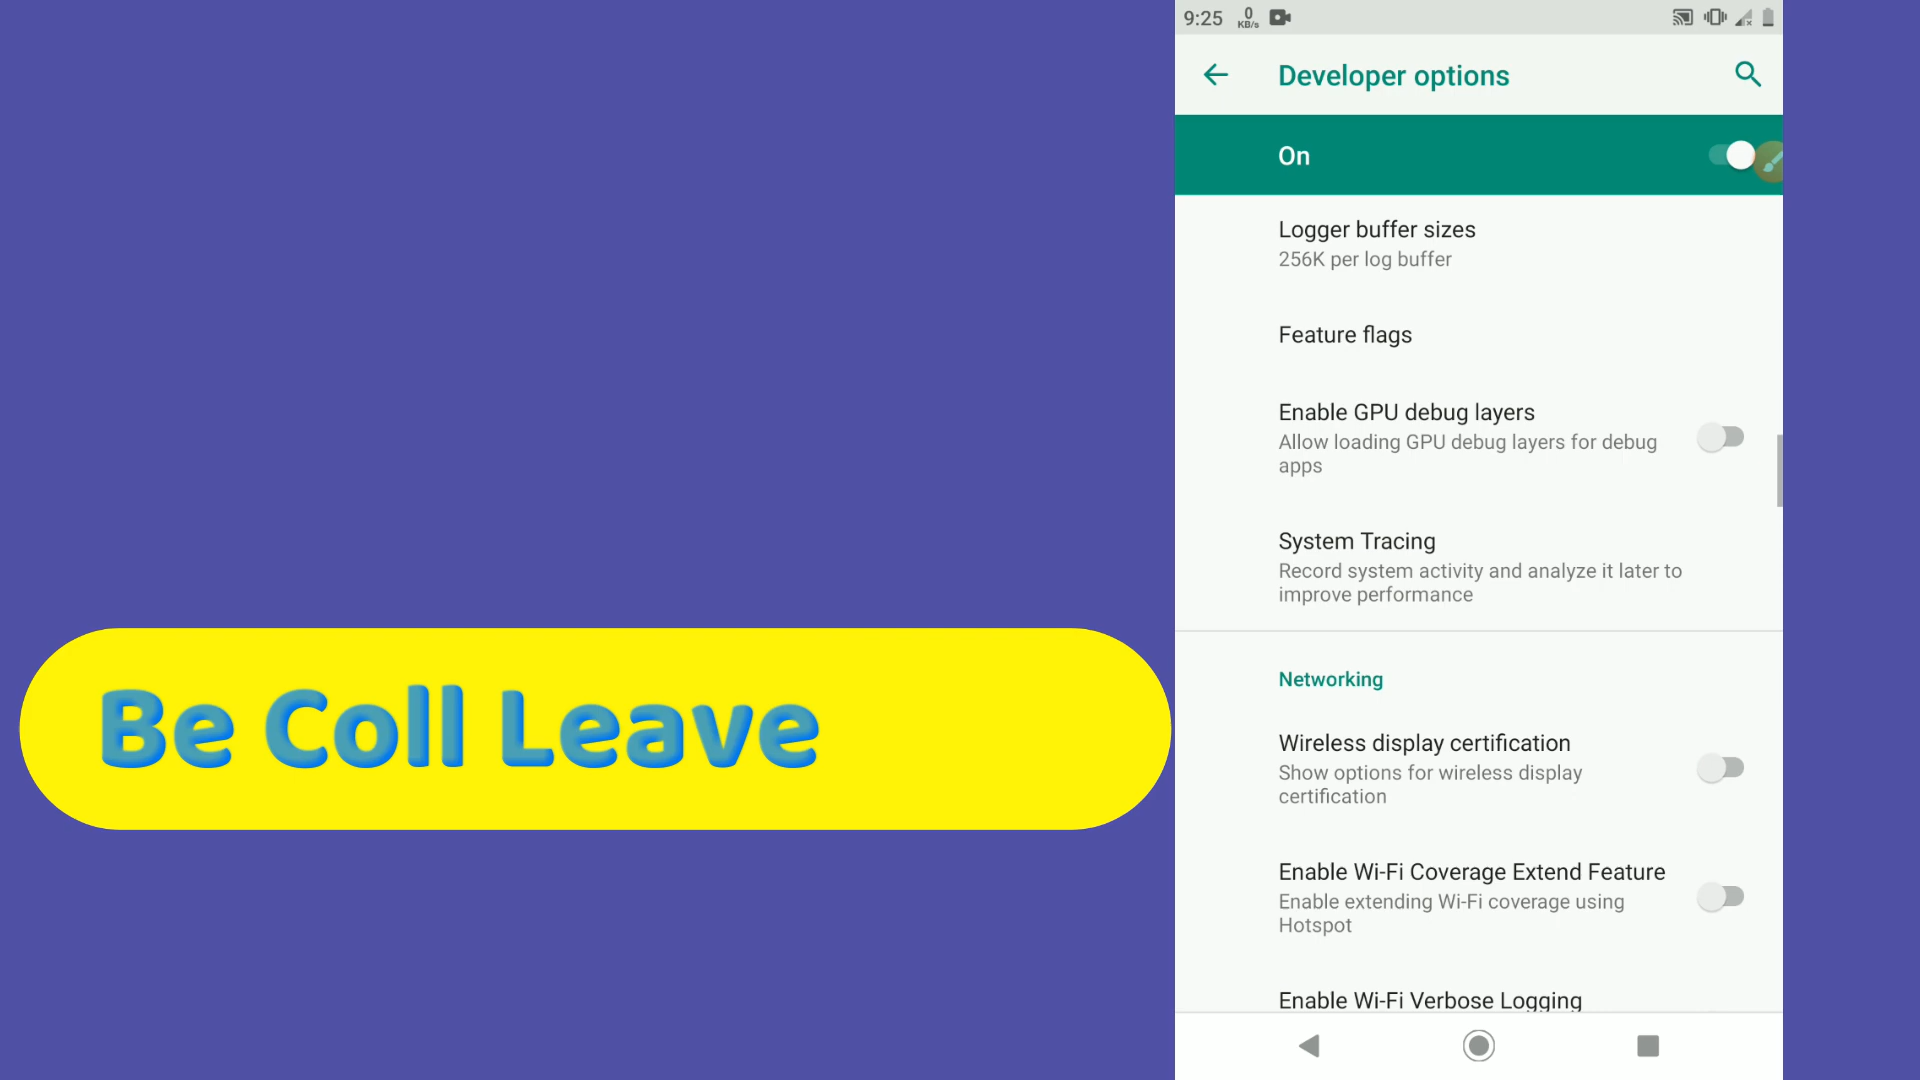 9:25 0 KB/s
Developer options
On
Logger buffer sizes
256K per log buffer
Feature flags
Enable GPU debug layers
Allow loading GPU debug layers for debug
apps
System Tracing
Record system activity and analyze it later to
improve performance
Networking
Wireless display certification
Show options for wireless display
certification
Enable Wi-Fi Coverage Extend Feature
Enable extending Wi-Fi coverage using
Hotspot
Enable Wi-Fi Verbose Logging
Be Coll Leave